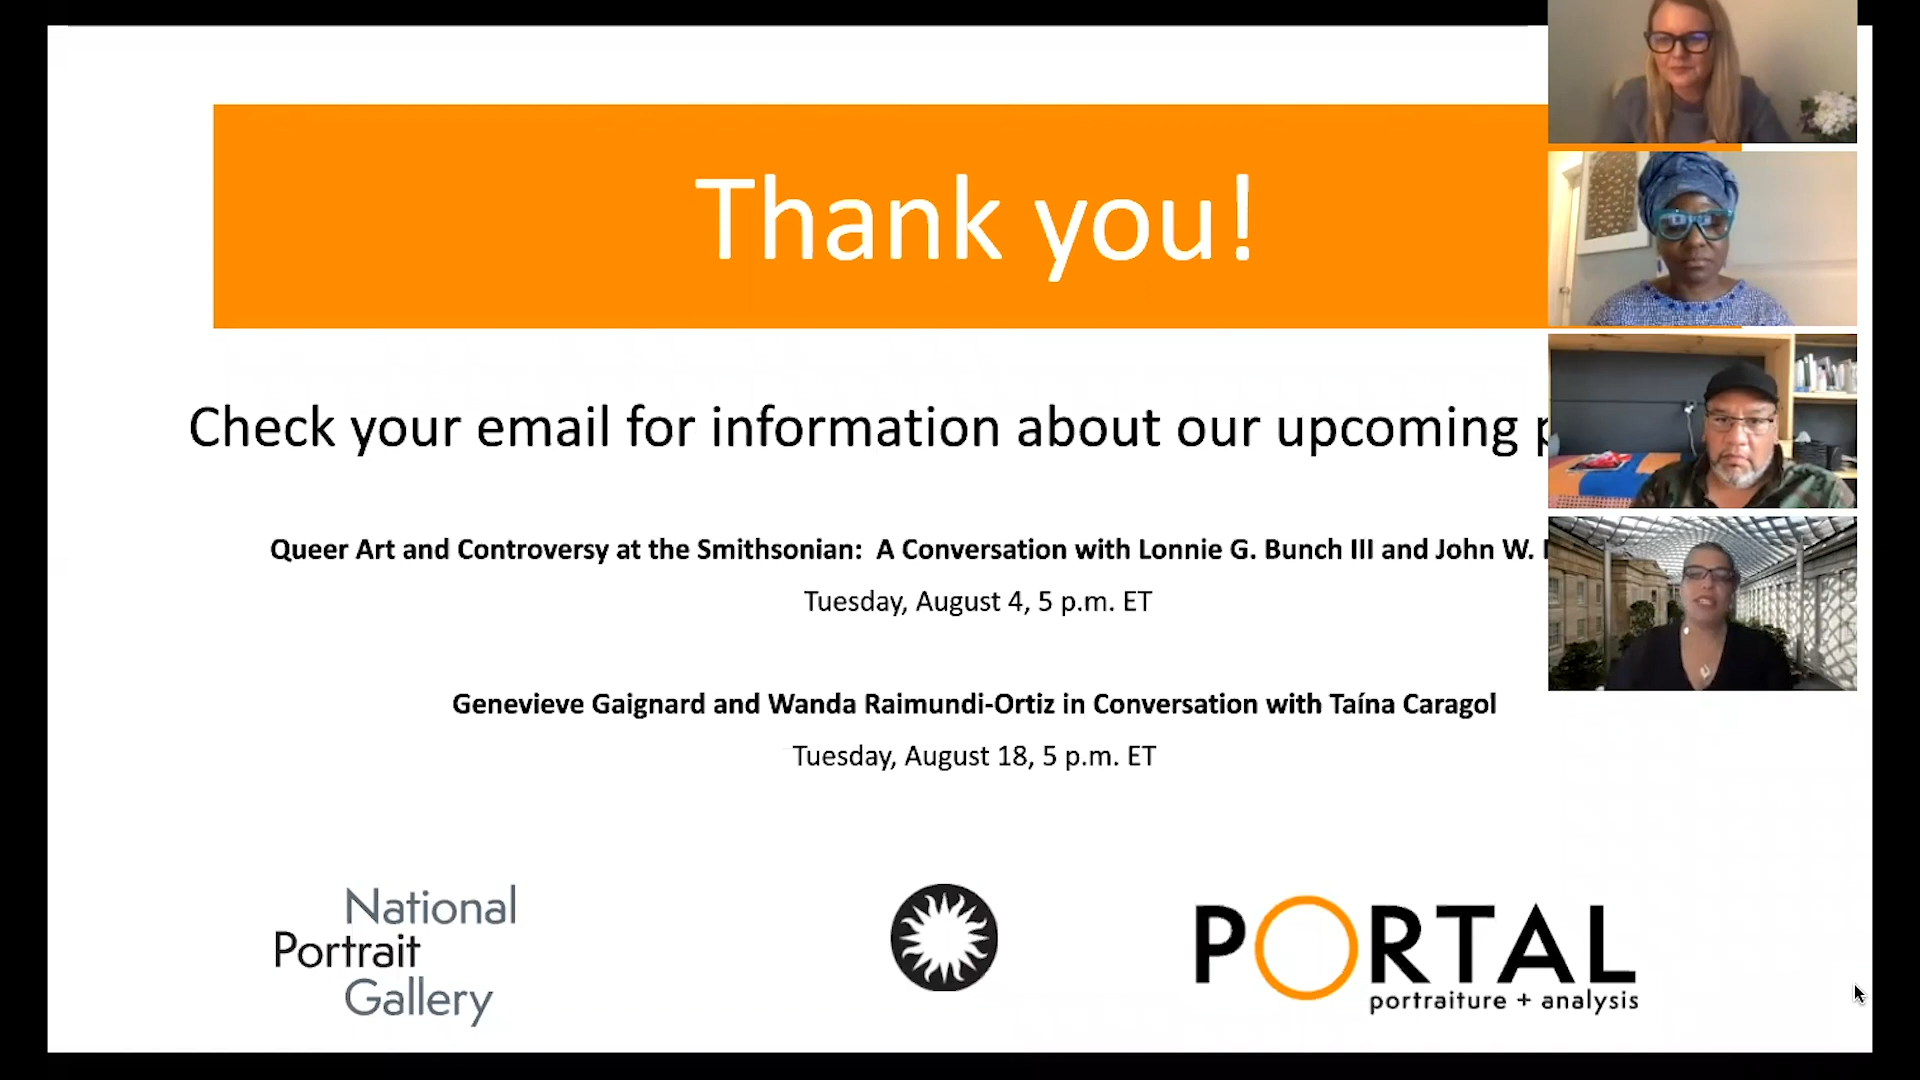 Thank you!
Check your email for information about our upcoming
Queer Art and Controversy at the Smithsonian: A Conversation with Lonnie G. Bunch III and John W.
Tuesday, August 4, 5 p.m. ET
Genevieve Gaignard and Wanda Raimundi-Ortiz in Conversation with Taína Caragol
Tuesday, August 18, 5 p.m. ET
National
Portrait
Gallery
PORTAL
portraiture + analysis